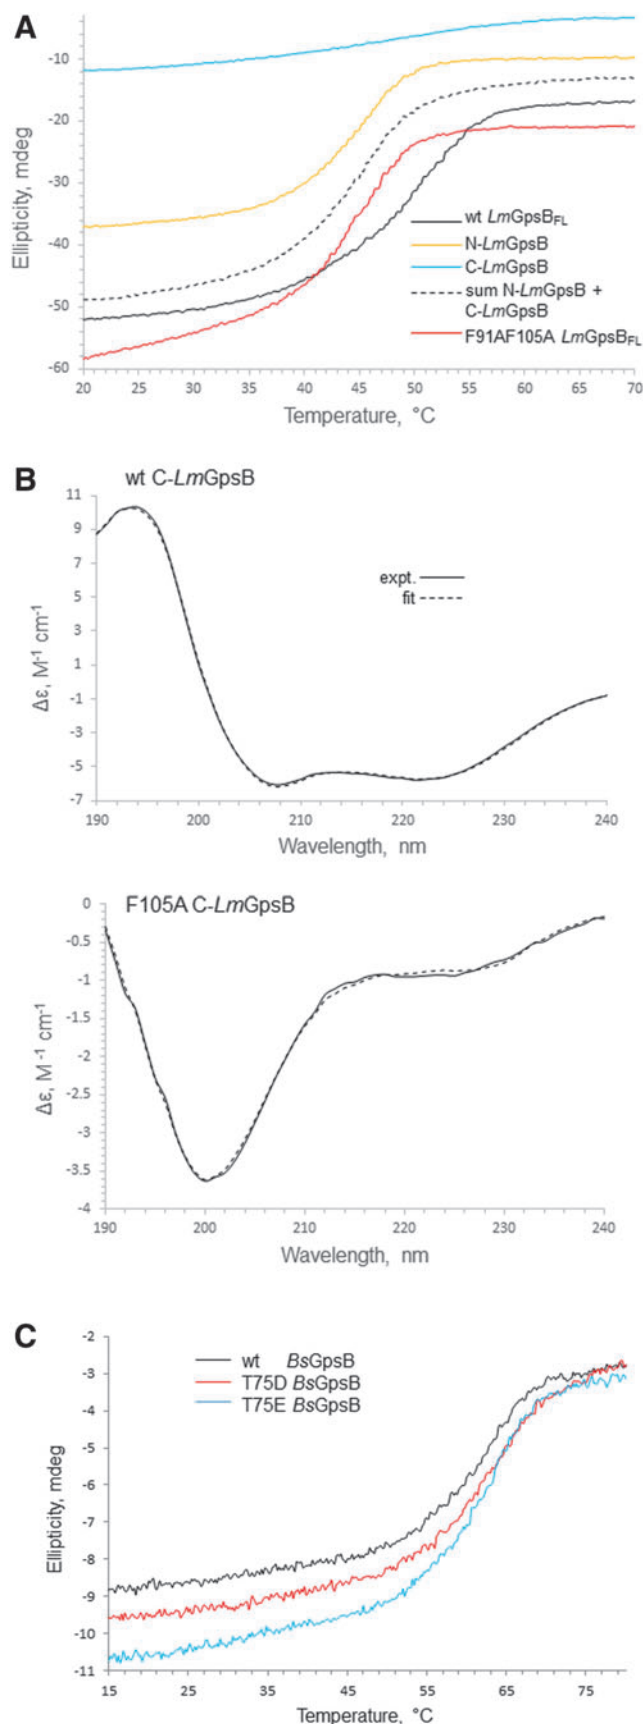 A
-10
-20
-30
-40
-50
-60
Ellipticity, mdeg
wt LmGpsBFL
N-LmGpsB
C-LmGpsB
sum N-LmGpsB +
C-LmGpsB
F91AF105A LmGpsBFL
20 25 30 35 40 45 50 55 60 65 70
Temperature, °C
B
wt C-LmGpsB
11
9
7
5
3
1
-1
-3
-5
-7
Δε, M-1 cm-1
expt.
fit
190 200 210 220 230 240
Wavelength, nm
F105A C-LmGpsB
0
-0.5
-1
-1.5
-2
-2.5
-3
-3.5
-4
Δε, M-1 cm-1
190 200 210 220 230 240
Wavelength, nm
C
-2
-3
-4
-5
-6
-7
-8
-9
-10
-11
Ellipticity, mdeg
wt BsGpsB
T75D BsGpsB
T75E BsGpsB
15 25 35 45 55 65 75
Temperature, °C